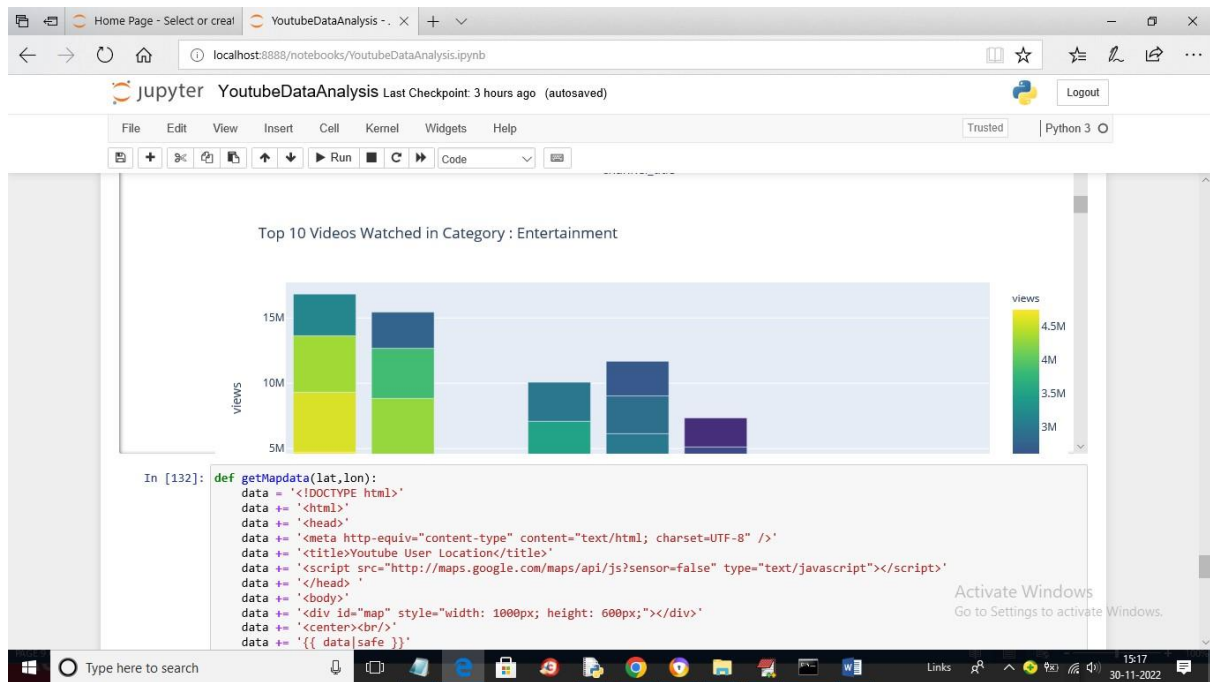 Home Page - Select or creat
YoutubeDataAnalysis - .
localhost:8888/notebooks/YoutubeDataAnalysis.ipynb
jupyter YoutubeDataAnalysis Last Checkpoint: 3 hours ago (autosaved)
Logout
File Edit View Insert Cell Kernel Widgets Help
Trusted
Python 3
Run
Code
Top 10 Videos Watched in Category : Entertainment
views
15M
10M
5M
views
4.5M
4M
3.5M
3M
In [132]: def getMapdata(lat,lon):
data = '<!DOCTYPE html>'
data += '<html>'
data += '<head>'
data += '<meta http-equiv="content-type" content="text/html; charset=UTF-8" />'
data += '<title>Youtube User Location</title>'
data += '<script src="http://maps.google.com/maps/api/js?sensor=false" type="text/javascript"></script>'
data += '</head> '
data += '<body>'
data += '<div id="map" style="width: 1000px; height: 600px;"></div>'
data += '<center><br/>'
data += '{{ data|safe }}'
Activate Windows
Go to Settings to activate Windows.
Type here to search
Links
15:17
30-11-2022